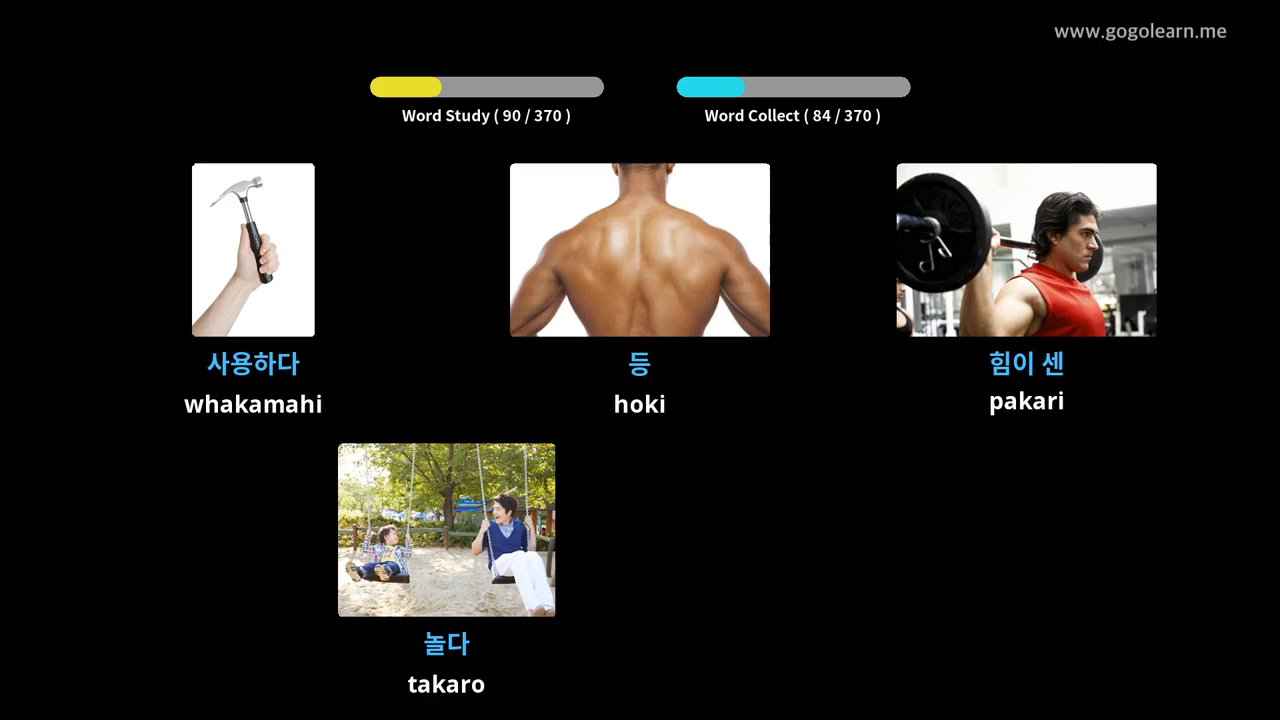 www.gogolearn.me
Word Study ( 90 / 370 )
Word Collect ( 84 / 370 )
사용하다
whakamahi
등
hoki
힘이 센
pakari
놀다
takaro